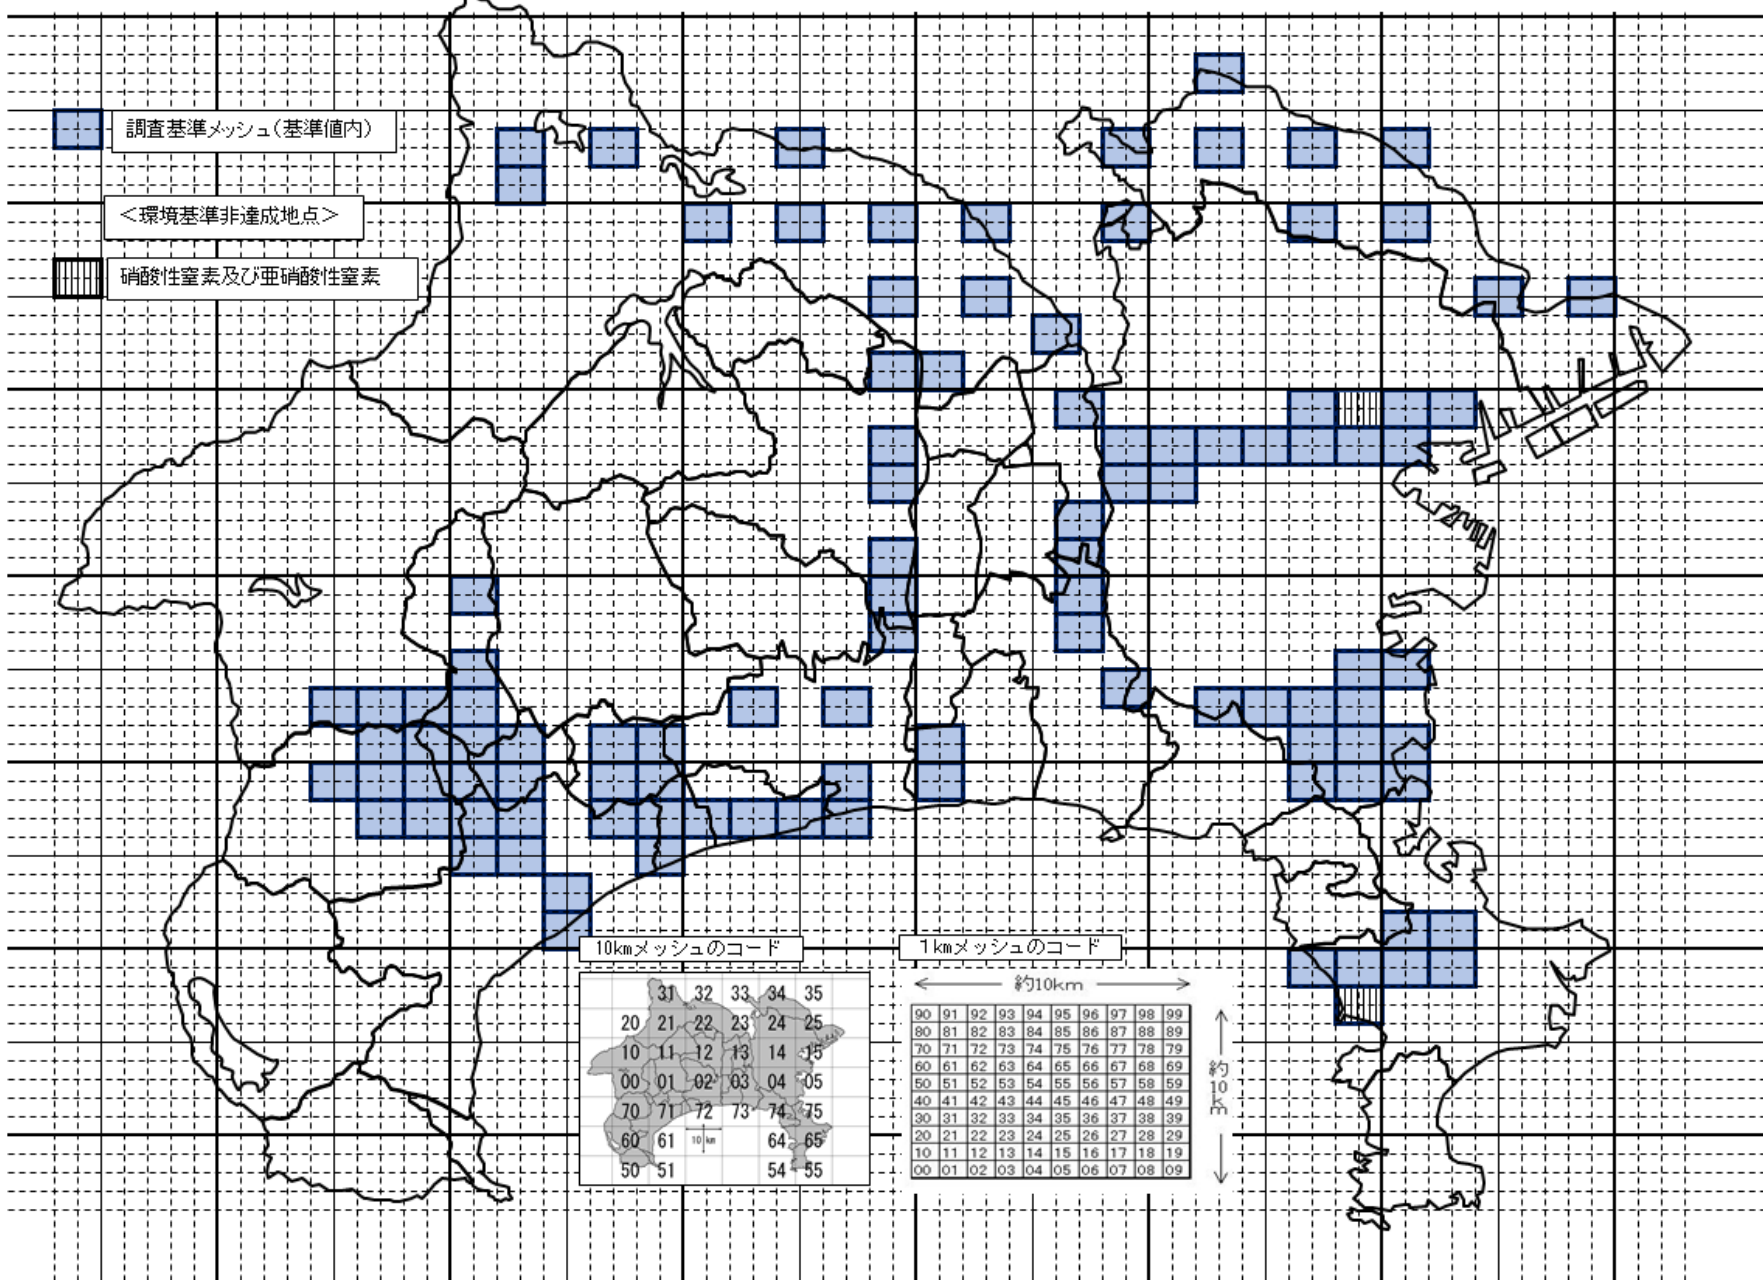 調査基準メッシュ(基準値内)
<環境基準非達成地点>
硝酸性窒素及び亜硝酸性窒素
10kmメッシュのコード
31 32 33 34 35
20 21 22 23 24 25
10 11 12 13 14 15
00 01 02 03 04 05
70 71 72 73 74 75
60 61 10 km 64 65
50 51 54 55
1kmメッシュのコード
約10km
90 91 92 93 94 95 96 97 98 99
80 81 82 83 84 85 86 87 88 89
70 71 72 73 74 75 76 77 78 79
60 61 62 63 64 65 66 67 68 69
50 51 52 53 54 55 56 57 58 59
40 41 42 43 44 45 46 47 48 49
30 31 32 33 34 35 36 37 38 39
20 21 22 23 24 25 26 27 28 29
10 11 12 13 14 15 16 17 18 19
00 01 02 03 04 05 06 07 08 09
約10km